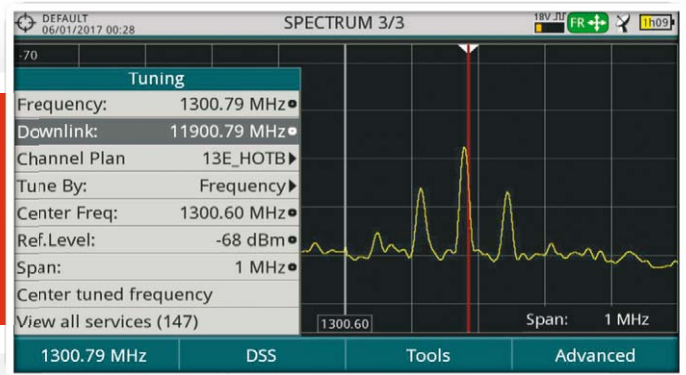 DEFAULT
06/01/2017 00:28
SPECTRUM 3/3
18V
FR
1h09
-70
Tuning
Frequency: 1300.79 MHz
Downlink: 11900.79 MHz
Channel Plan 13E_HOTB
Tune By: Frequency
Center Freq: 1300.60 MHz
Ref.Level: -68 dBm
Span: 1 MHz
Center tuned frequency
View all services (147)
1300.60
Span: 1 MHz
1300.79 MHz
DSS
Tools
Advanced